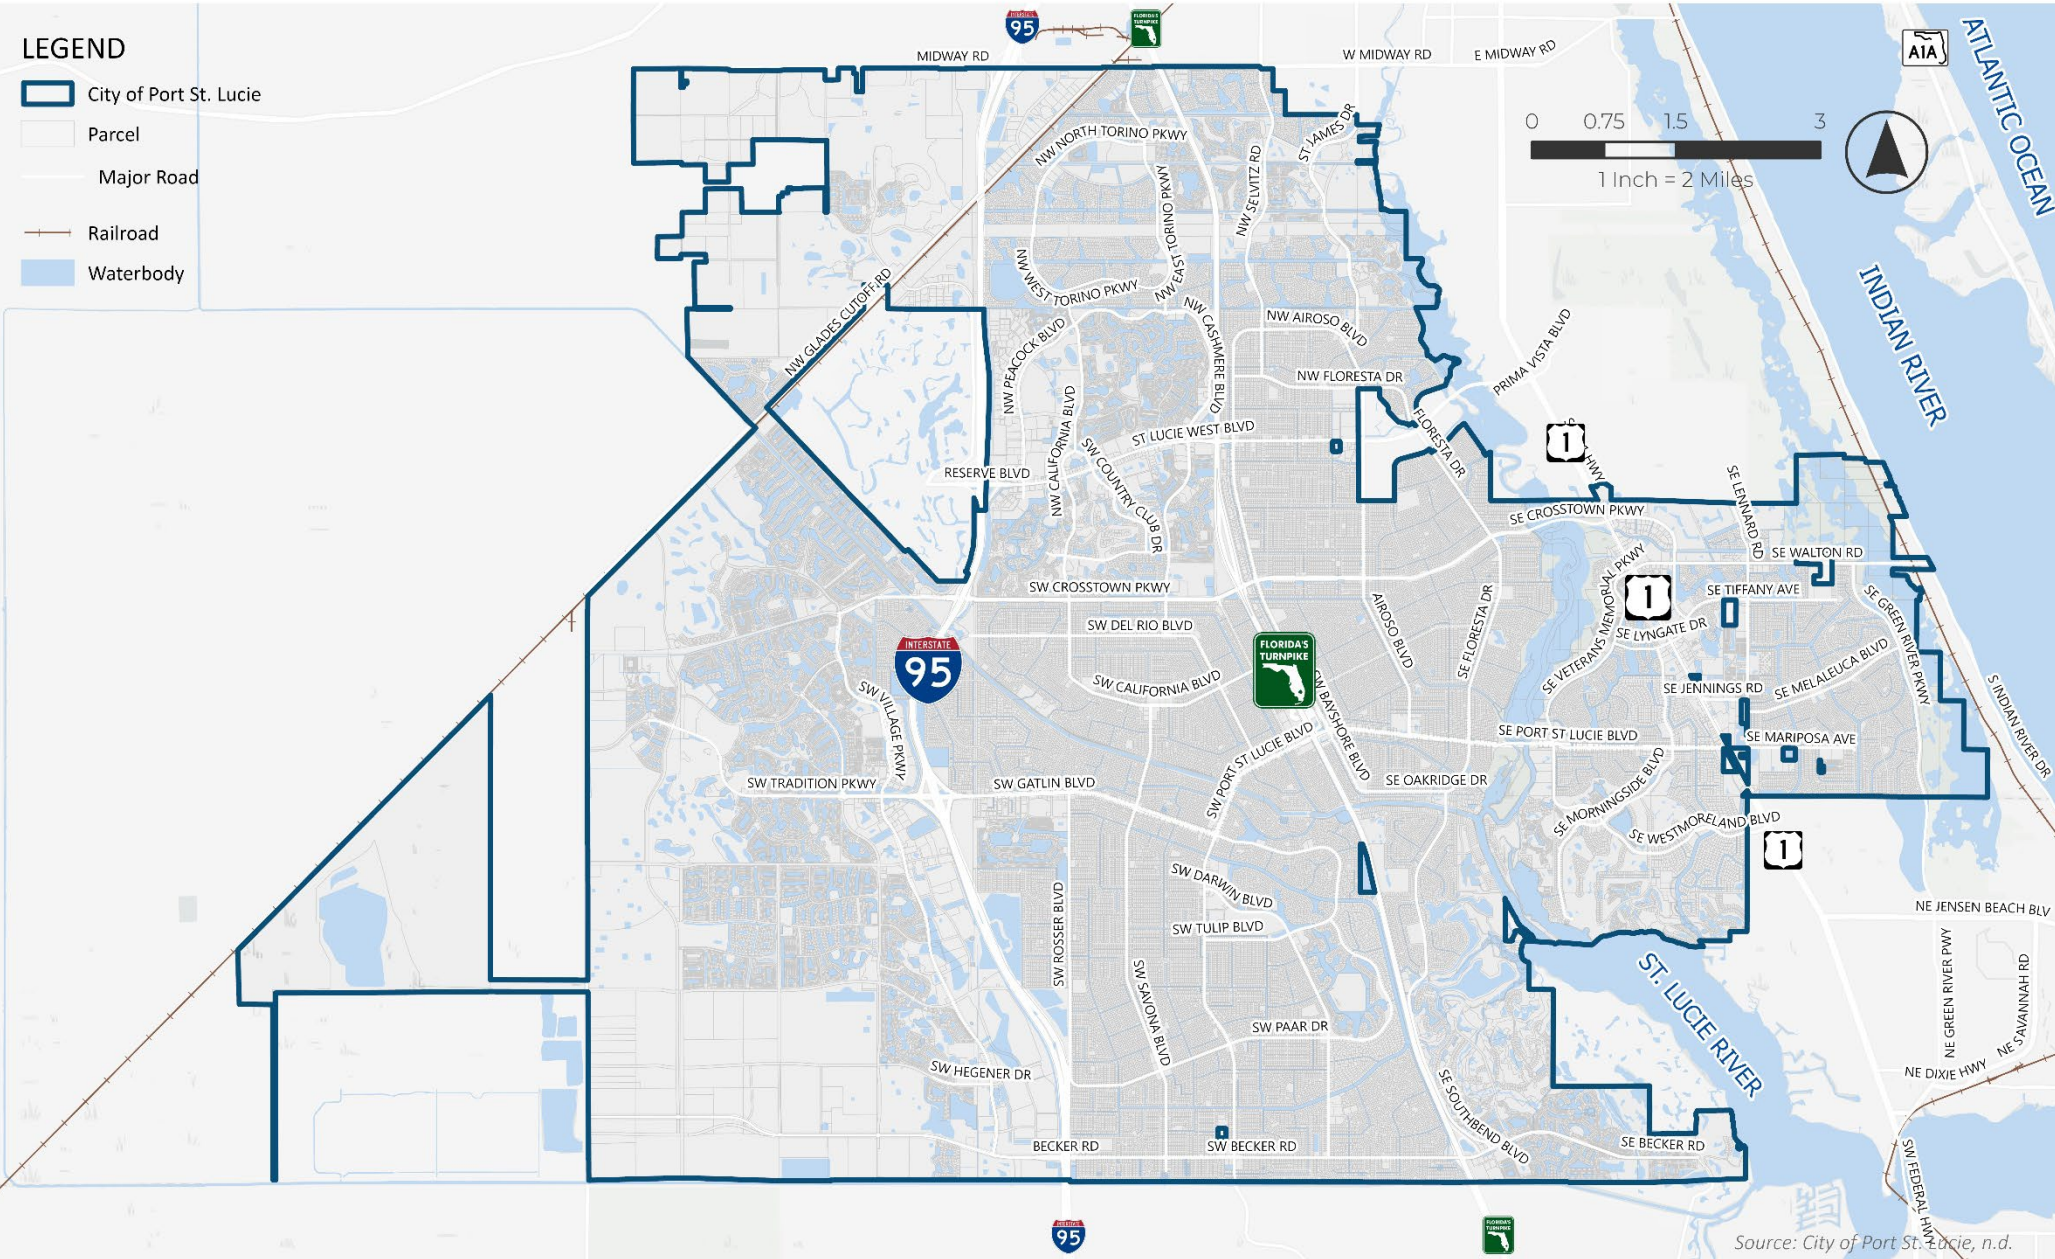 LEGEND
City of Port St. Lucie
Parcel
Major Road
Railroad
Waterbody
INTERSTATE
95
FLORIDA'S
TURNPIKE
MIDWAY RD
W MIDWAY RD
E MIDWAY RD
A1A
ATLANTIC OCEAN
0 0.75 1.5 3
1 Inch = 2 Miles
NW NORTH TORINO PKWY
ST JAMES DR
NW SELVITZ RD
NW EAST TORINO PKWY
NW WEST TORINO PKWY
NW GLADES CUTOFF RD
INDIAN RIVER
NW PEACOCK BLVD
NW CASHMERE BLVD
NW AIROSO BLVD
NW FLORESTA DR
PRIMA VISTA BLVD
NW CALIFORNIA BLVD
ST LUCIE WEST BLVD
FLORESTA DR
1
HWY
RESERVE BLVD
SW COUNTRY CLUB DR
SE LENNARD RD
SE CROSSTOWN PKWY
SE WALTON RD
SW CROSSTOWN PKWY
SE VETERANS MEMORIAL PKWY
1
SE TIFFANY AVE
SE GREEN RIVER PKWY
SW DEL RIO BLVD
AIROSO BLVD
SE FLORESTA DR
SE LYNGATE DR
INTERSTATE
95
FLORIDA'S
TURNPIKE
SW CALIFORNIA BLVD
SE JENNINGS RD
SE MELALEUCA BLVD
SW VILLAGE PKWY
SW BAYSHORE BLVD
S INDIAN RIVER DR
SW PORT ST LUCIE BLVD
SE PORT ST LUCIE BLVD
SE MARIPOSA AVE
SW TRADITION PKWY
SW GATLIN BLVD
SE OAKRIDGE DR
SE MORNINGSIDE BLVD
SE WESTMORELAND BLVD
1
SW DARWIN BLVD
SW ROSSER BLVD
SW TULIP BLVD
NE JENSEN BEACH BLV
SW SAVONA BLVD
ST. LUCIE RIVER
NE GREEN RIVER PWY
NE SAVANNAH RD
SW PAAR DR
SW HEGENER DR
NE DIXIE HWY
SE SOUTHBEND BLVD
BECKER RD
SW BECKER RD
SE BECKER RD
SW FEDERAL HWY
INTERSTATE
95
FLORIDA'S
TURNPIKE
Source: City of Port St. Lucie, n.d.